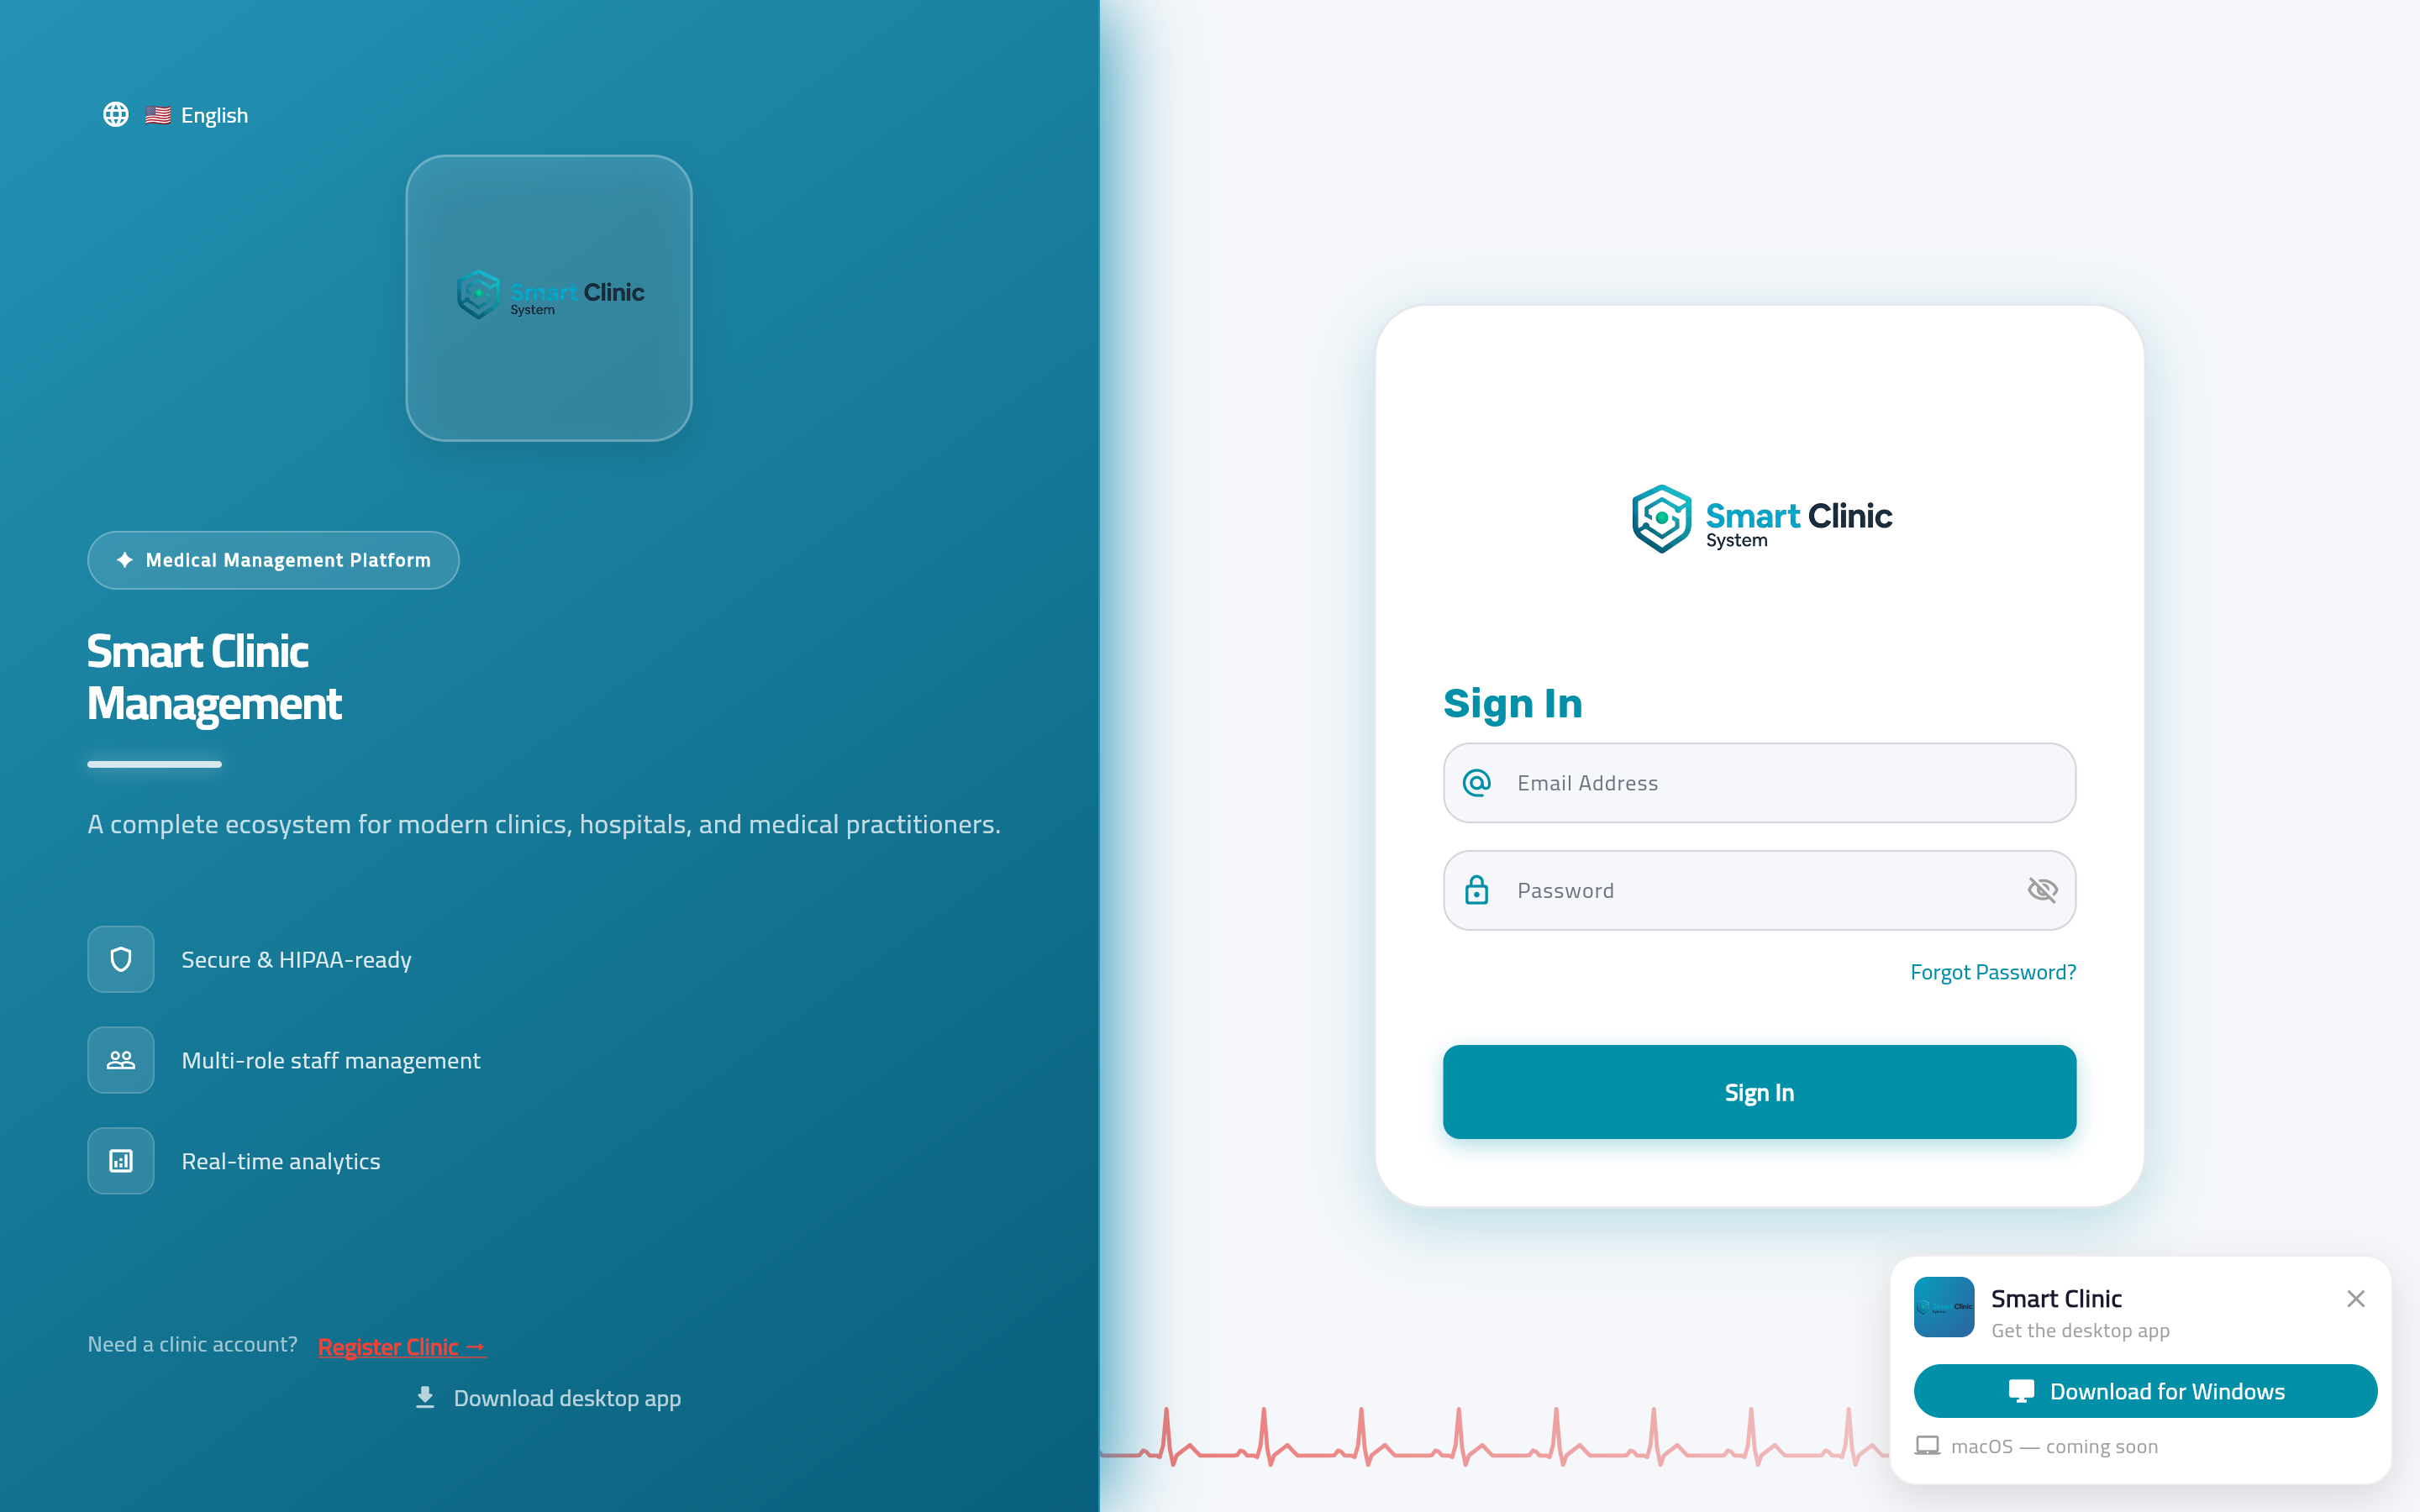 🇺🇸 English
Smart Clinic
System
✦ Medical Management Platform
Smart Clinic
Management
A complete ecosystem for modern clinics, hospitals, and medical practitioners.
Secure & HIPAA-ready
Multi-role staff management
Real-time analytics
Need a clinic account? Register Clinic →
Download desktop app
Smart Clinic
System
Sign In
Email Address
Password
Forgot Password?
Sign In
Smart Clinic
Smart Clinic
Get the desktop app
Download for Windows
macOS — coming soon